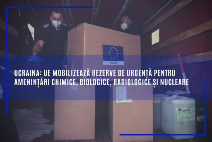 UCRAINA: UE MOBILIZEAZĂ REZERVE DE URGENȚĂ PENTRU
AMENINȚĂRI CHIMICE, BIOLOGICE, RADIOLOGICE ȘI NUCLEARE